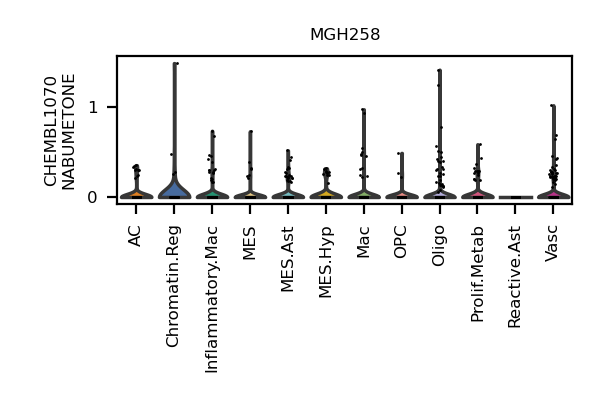 MGH258
CHEMBL1070
NABUMETONE
1
0
AC
Chromatin.Reg
Inflammatory.Mac
MES
MES.Ast
MES.Hyp
Mac
OPC
Oligo
Prolif.Metab
Reactive.Ast
Vasc